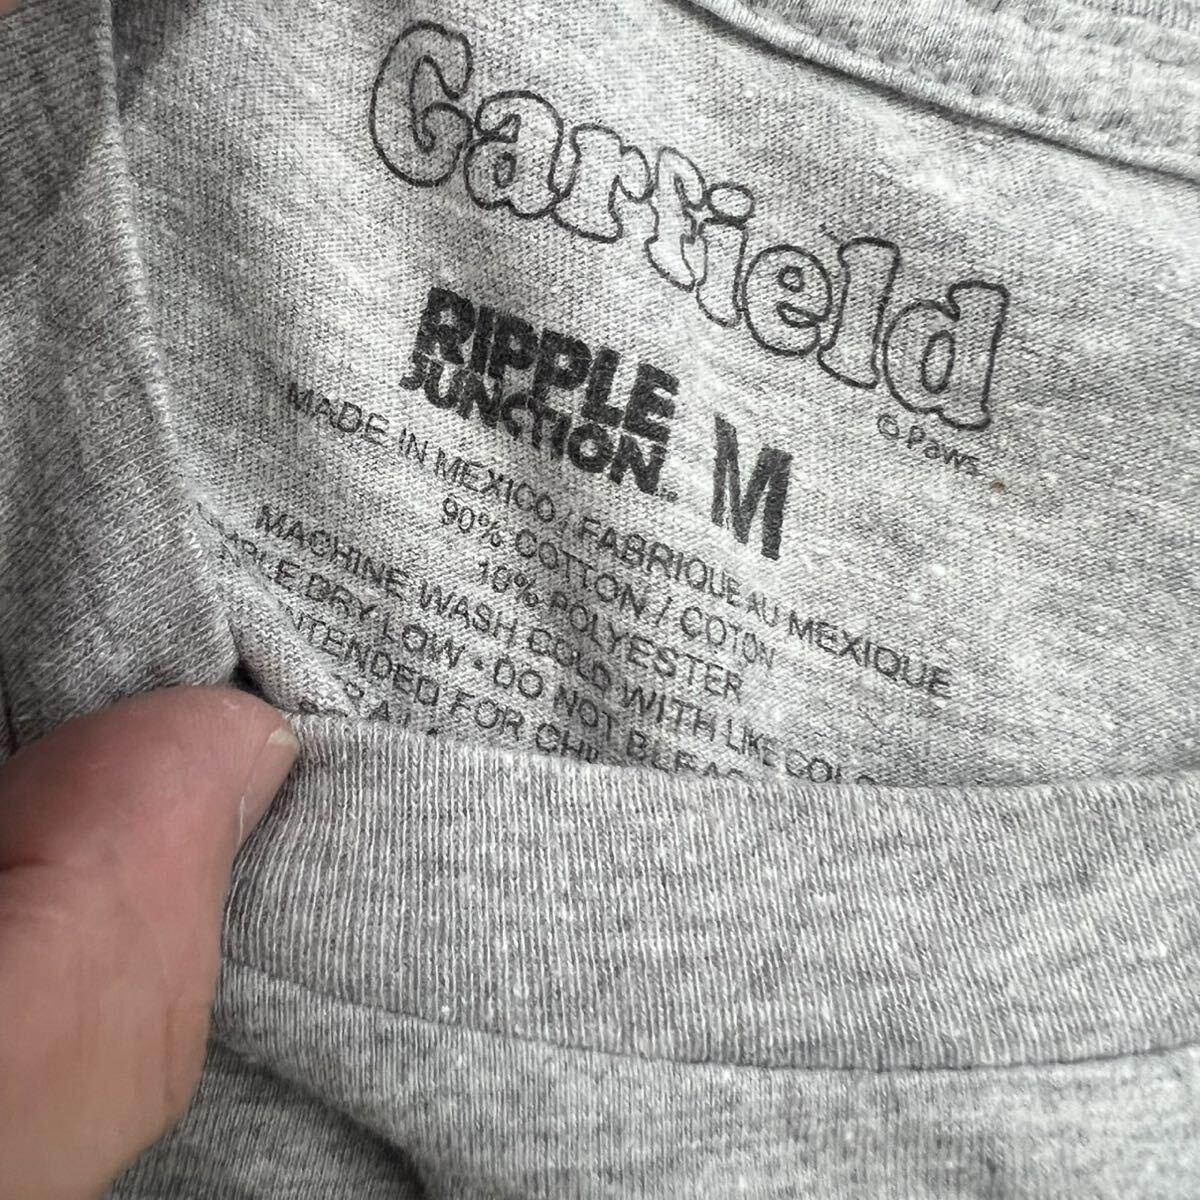 Garfield
© Paws
RIPPLE
JUNCTION M
MADE IN MEXICO / FABRIQUE AU MEXIQUE
90% COTTON / COTON
10% POLYESTER
MACHINE WASH COLD WITH LIKE COLO
DRY LOW • DO NOT BLEAC
INTENDED FOR CHI